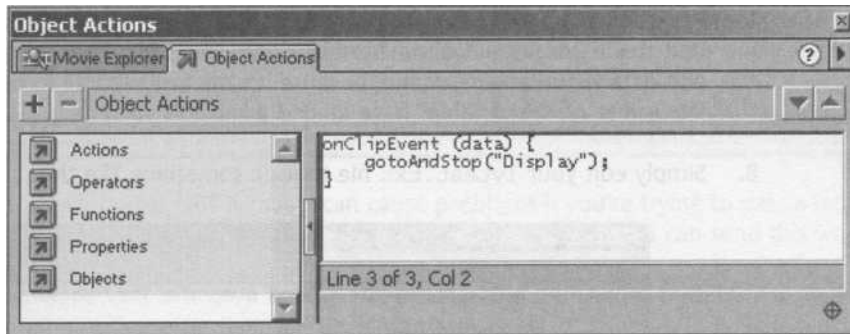 Object Actions
Movie Explorer Object Actions
?
+ - Object Actions
Actions
Operators
Functions
Properties
Objects
onClipEvent (data) {
gotoAndStop("Display");
}
Line 3 of 3, Col 2